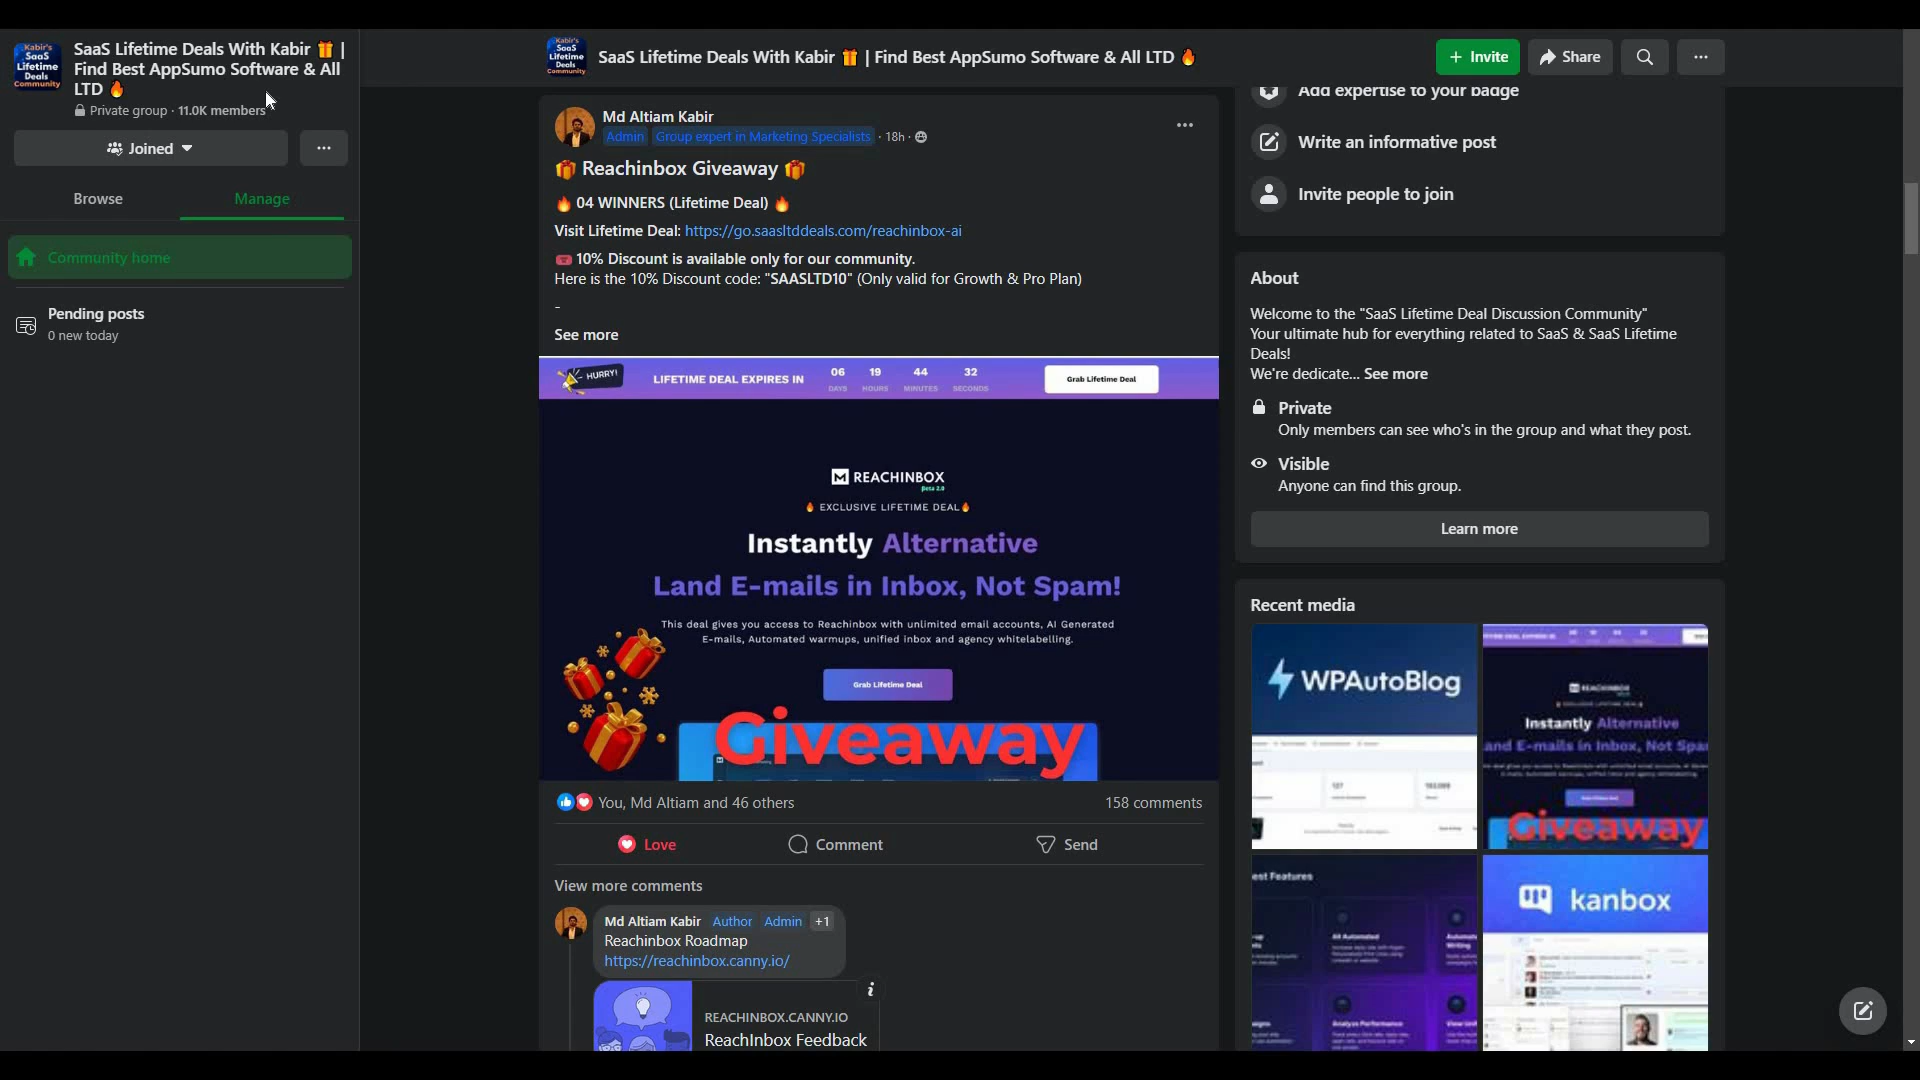 SaaS Lifetime Deals With Kabir 🎁 |
Find Best AppSumo Software & All
LTD 🔥
Private group · 11.0K members
Joined
Browse
Manage
Community home
Pending posts
0 new today
Kabir's
SaaS
Lifetime
Deals
Community
SaaS Lifetime Deals With Kabir 🎁 | Find Best AppSumo Software & All LTD 🔥
+ Invite
Share
Md Altiam Kabir
Admin Group expert in Marketing Specialists · 18h ·
🎁 Reachinbox Giveaway 🎁
🔥 04 WINNERS (Lifetime Deal) 🔥
Visit Lifetime Deal: https://go.saasltddeals.com/reachinbox-ai
🎟 10% Discount is available only for our community.
Here is the 10% Discount code: "SAASLTD10" (Only valid for Growth & Pro Plan)
-
See more
HURRY!
LIFETIME DEAL EXPIRES IN
06 19 44 32
DAYS HOURS MINUTES SECONDS
Grab Lifetime Deal
REACHINBOX
Beta 2.0
🔥 EXCLUSIVE LIFETIME DEAL🔥
Instantly Alternative
Land E-mails in Inbox, Not Spam!
This deal gives you access to Reachinbox with unlimited email accounts, AI Generated
E-mails, Automated warmups, unified inbox and agency whitelabelling.
Grab Lifetime Deal
Giveaway
You, Md Altiam and 46 others
158 comments
Love
Comment
Send
View more comments
Md Altiam Kabir Author Admin +1
Reachinbox Roadmap
https://reachinbox.canny.io/
REACHINBOX.CANNY.IO
ReachInbox Feedback
Add expertise to your badge
Write an informative post
Invite people to join
About
Welcome to the "SaaS Lifetime Deal Discussion Community"
Your ultimate hub for everything related to SaaS & SaaS Lifetime
Deals!
We're dedicate... See more
Private
Only members can see who's in the group and what they post.
Visible
Anyone can find this group.
Learn more
Recent media
WPAutoBlog
Instantly Alternative
Giveaway
est Features
Analyze Performance
kanbox